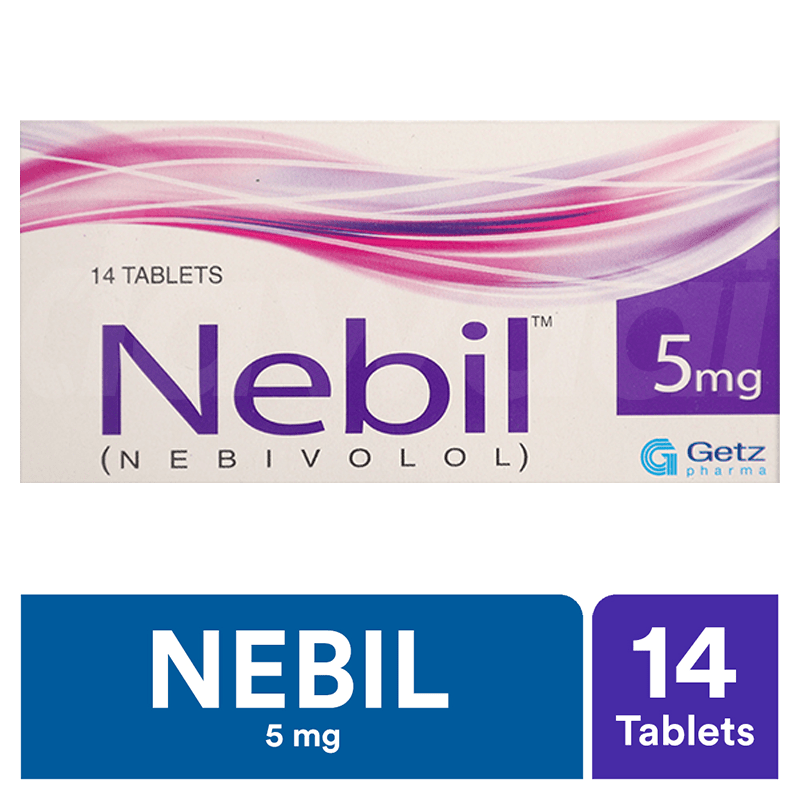 14 TABLETS
Nebil™
5mg
(NEBIVOLOL)
Getz
pharma
NEBIL
5 mg
14
Tablets